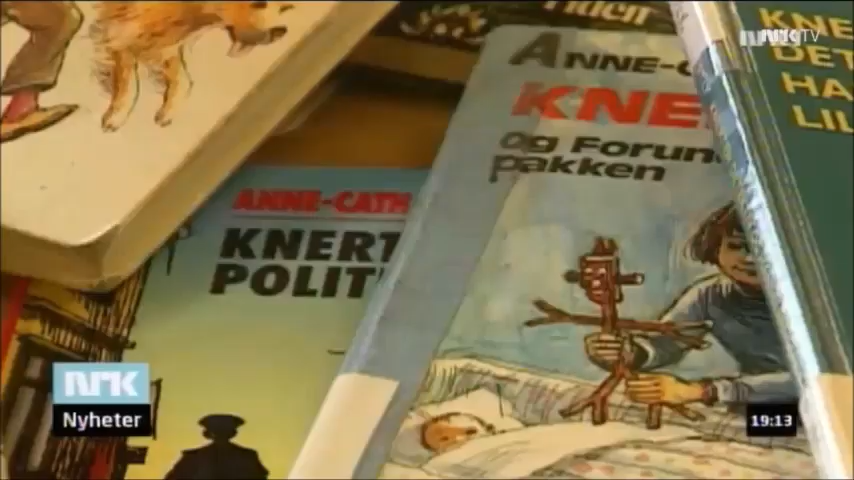 NRK TV
ANNE-C
KNE
og Forun
pakken
KNE
DET
HA
LIL
ANNE-CATH
KNERT
POLIT
NRK
Nyheter
19:13